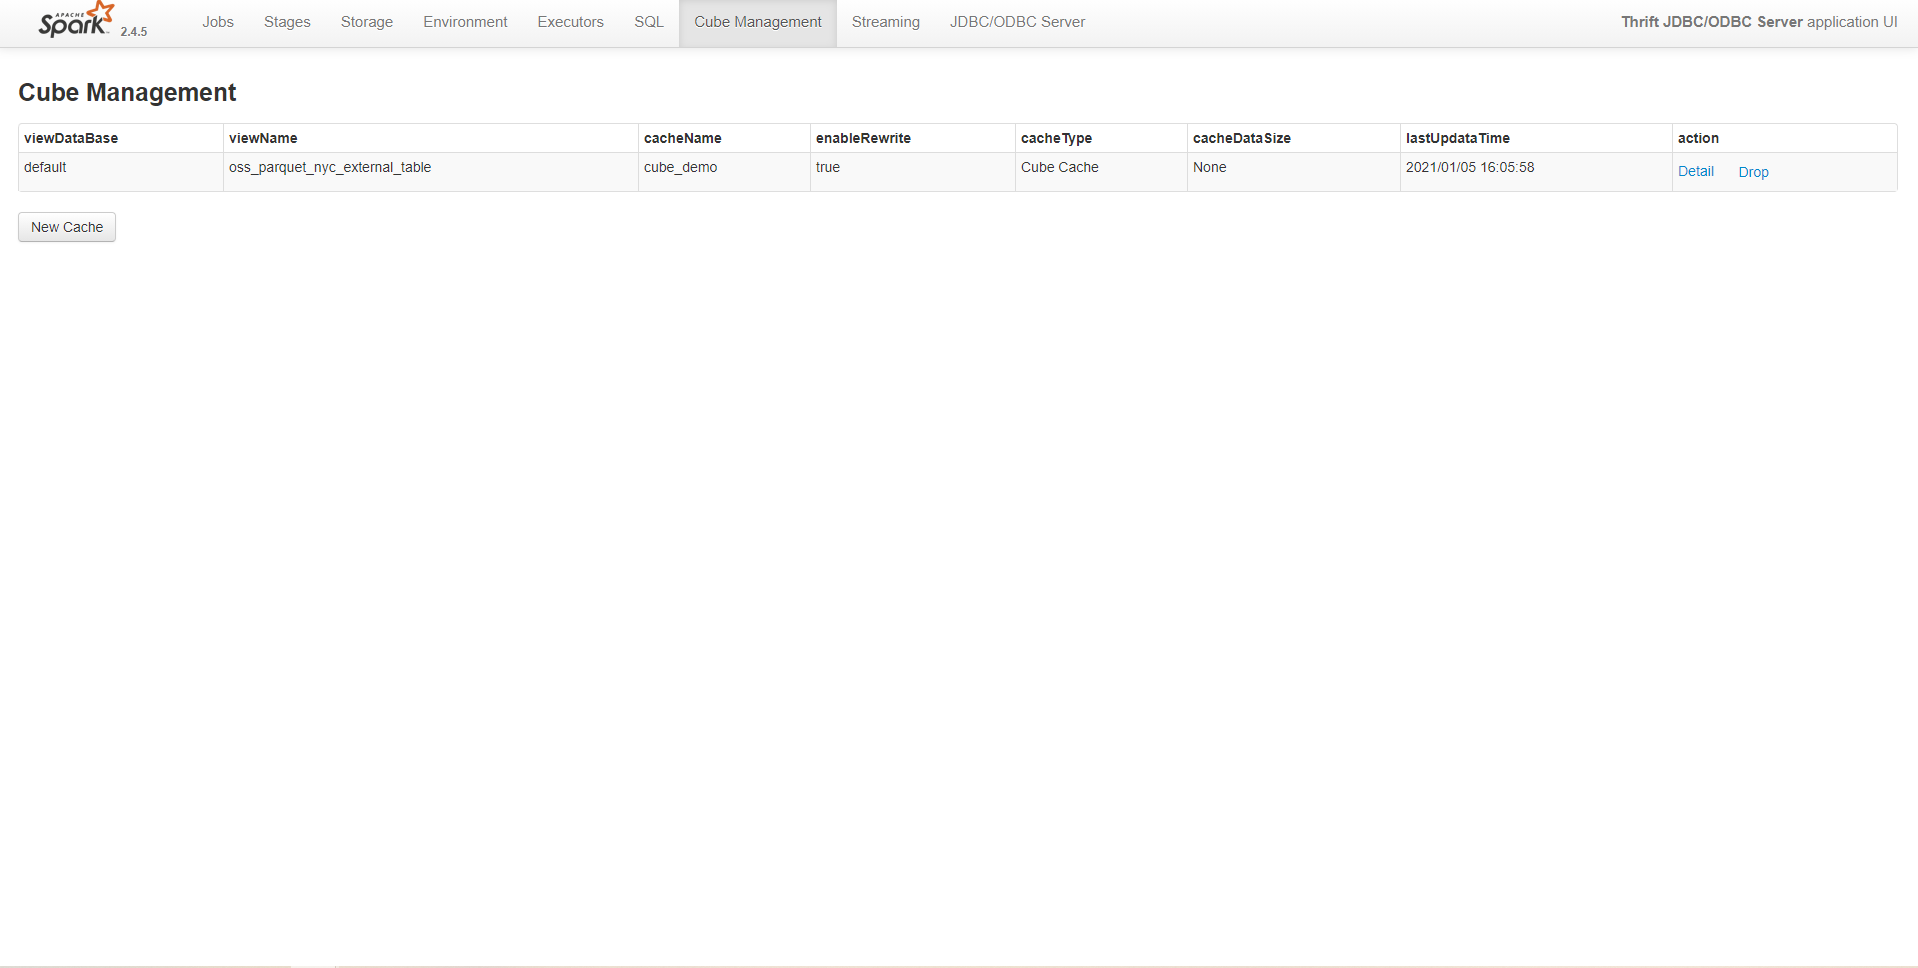 APACHE
Spark 2.4.5 Jobs Stages Storage Environment Executors SQL Cube Management Streaming JDBC/ODBC Server Thrift JDBC/ODBC Server application UI
Cube Management
viewDataBase viewName cacheName enableRewrite cacheType cacheDataSize lastUpdataTime action
default oss_parquet_nyc_external_table cube_demo true Cube Cache None 2021/01/05 16:05:58 Detail Drop
New Cache